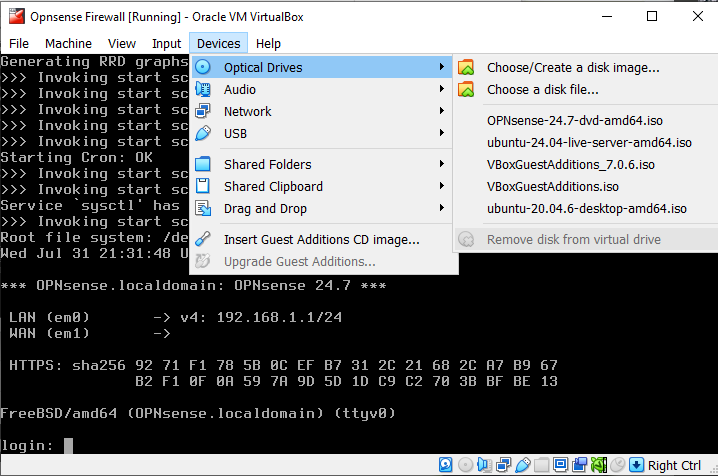 Opnsense Firewall [Running] - Oracle VM VirtualBox
File Machine View Input Devices Help
Generating RRD graphs
>>> Invoking start sc
>>> Invoking start sc
>>> Invoking start sc
>>> Invoking start sc
Starting Cron: OK
>>> Invoking start sc
>>> Invoking start sc
Service `sysctl' has
>>> Invoking start sc
Root file system: /de
Wed Jul 31 21:31:48 U
Optical Drives
Audio
Network
USB
Shared Folders
Shared Clipboard
Drag and Drop
Insert Guest Additions CD image...
Upgrade Guest Additions...
Choose/Create a disk image...
Choose a disk file...
OPNsense-24.7-dvd-amd64.iso
ubuntu-24.04-live-server-amd64.iso
VBoxGuestAdditions_7.0.6.iso
VBoxGuestAdditions.iso
ubuntu-20.04.6-desktop-amd64.iso
Remove disk from virtual drive
*** OPNsense.localdomain: OPNsense 24.7 ***
LAN (em0) -> v4: 192.168.1.1/24
WAN (em1) ->
HTTPS: sha256 92 71 F1 78 5B 0C EF B7 31 2C 21 68 2C A7 B9 67
B2 F1 0F 0A 59 7A 9D 5D 1D C9 C2 70 3B BF BE 13
FreeBSD/amd64 (OPNsense.localdomain) (ttyv0)
login:
Right Ctrl